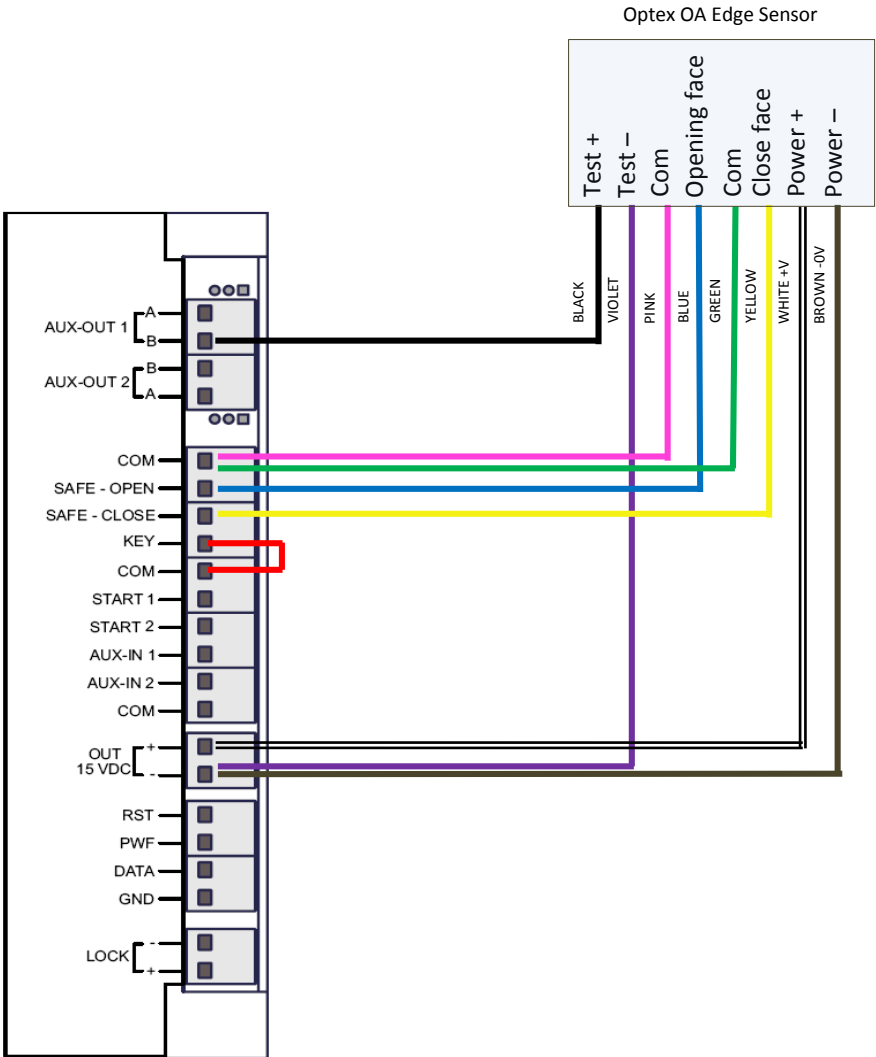 Optex OA Edge Sensor
Test +
Test –
Com
Opening face
Com
Close face
Power +
Power –
BLACK
VIOLET
PINK
BLUE
GREEN
YELLOW
WHITE +V
BROWN -0V
AUX-OUT 1
A
B
AUX-OUT 2
B
A
COM
SAFE - OPEN
SAFE - CLOSE
KEY
COM
START 1
START 2
AUX-IN 1
AUX-IN 2
COM
OUT
15 VDC
+
-
RST
PWF
DATA
GND
LOCK
-
+